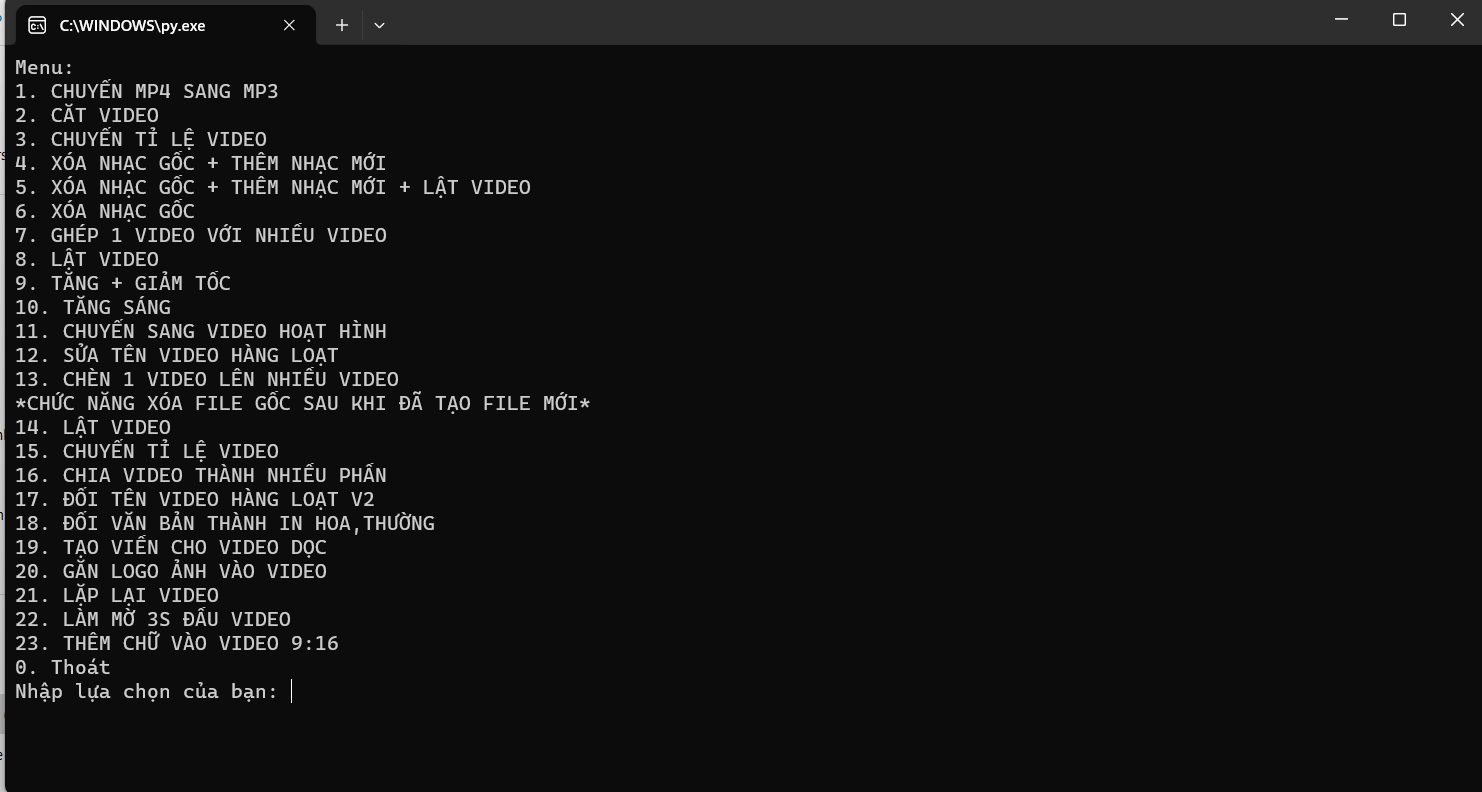 C:\WINDOWS\py.exe
Menu:
1. CHUYỂN MP4 SANG MP3
2. CẮT VIDEO
3. CHUYỂN TỈ LỆ VIDEO
4. XÓA NHẠC GỐC + THÊM NHẠC MỚI
5. XÓA NHẠC GỐC + THÊM NHẠC MỚI + LẬT VIDEO
6. XÓA NHẠC GỐC
7. GHÉP 1 VIDEO VỚI NHIỀU VIDEO
8. LẬT VIDEO
9. TĂNG + GIẢM TỐC
10. TĂNG SÁNG
11. CHUYỂN SANG VIDEO HOẠT HÌNH
12. SỬA TÊN VIDEO HÀNG LOẠT
13. CHÈN 1 VIDEO LÊN NHIỀU VIDEO
*CHỨC NĂNG XÓA FILE GỐC SAU KHI ĐÃ TẠO FILE MỚI*
14. LẬT VIDEO
15. CHUYỂN TỈ LỆ VIDEO
16. CHIA VIDEO THÀNH NHIỀU PHẦN
17. ĐỔI TÊN VIDEO HÀNG LOẠT V2
18. ĐỔI VĂN BẢN THÀNH IN HOA,THƯỜNG
19. TẠO VIỀN CHO VIDEO DỌC
20. GẮN LOGO ẢNH VÀO VIDEO
21. LẶP LẠI VIDEO
22. LÀM MỜ 3S ĐẦU VIDEO
23. THÊM CHỮ VÀO VIDEO 9:16
0. Thoát
Nhập lựa chọn của bạn: